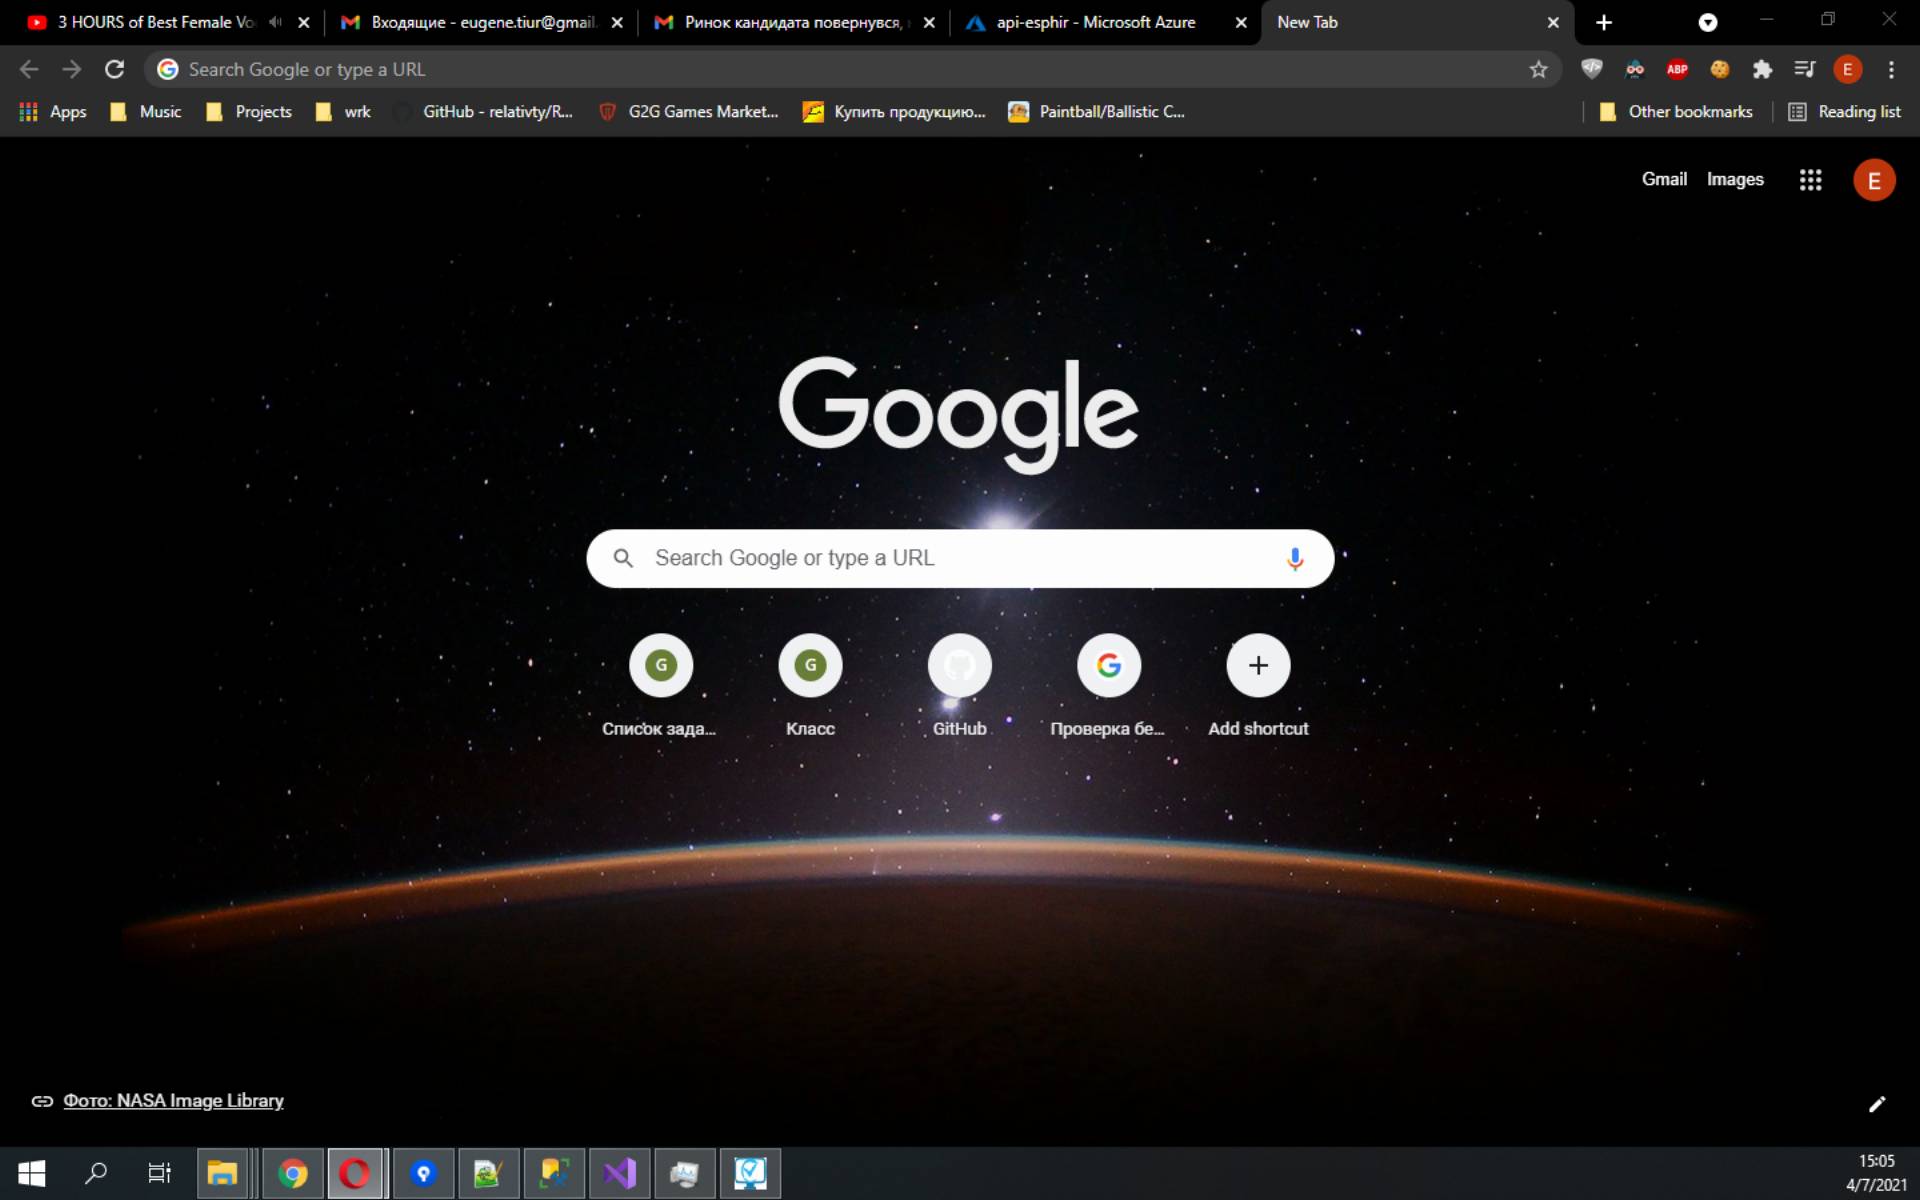 3 HOURS of Best Female Vo
Входящие - eugene.tiur@gmail.
Ринок кандидата повернувся,
api-esphir - Microsoft Azure
New Tab
Search Google or type a URL
ABP
E
Apps
Music
Projects
wrk
GitHub - relativty/R...
G2G Games Market...
Купить продукцию...
Paintball/Ballistic C...
Other bookmarks
Reading list
Gmail
Images
E
Google
Search Google or type a URL
G
G
Список зада...
Класс
GitHub
Проверка бе...
Add shortcut
Фото: NASA Image Library
15:05
4/7/2021